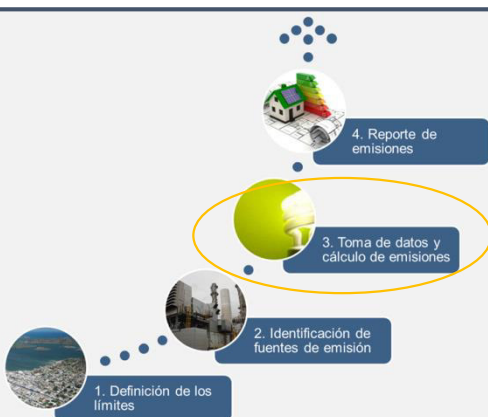 4. Reporte de
emisiones
3. Toma de datos y
cálculo de emisiones
2. Identificación de
fuentes de emisión
1. Definición de los
límites